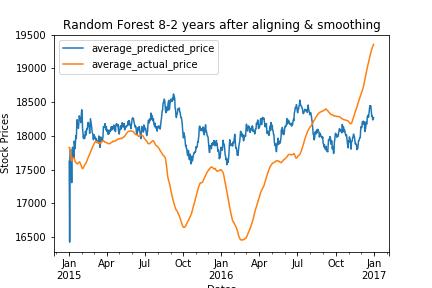 Random Forest 8-2 years after aligning & smoothing
19500
19000
18500
18000
17500
17000
16500
Stock Prices
average_predicted_price
average_actual_price
Jan Apr Jul Oct Jan Apr Jul Oct Jan
2015 2016 2017